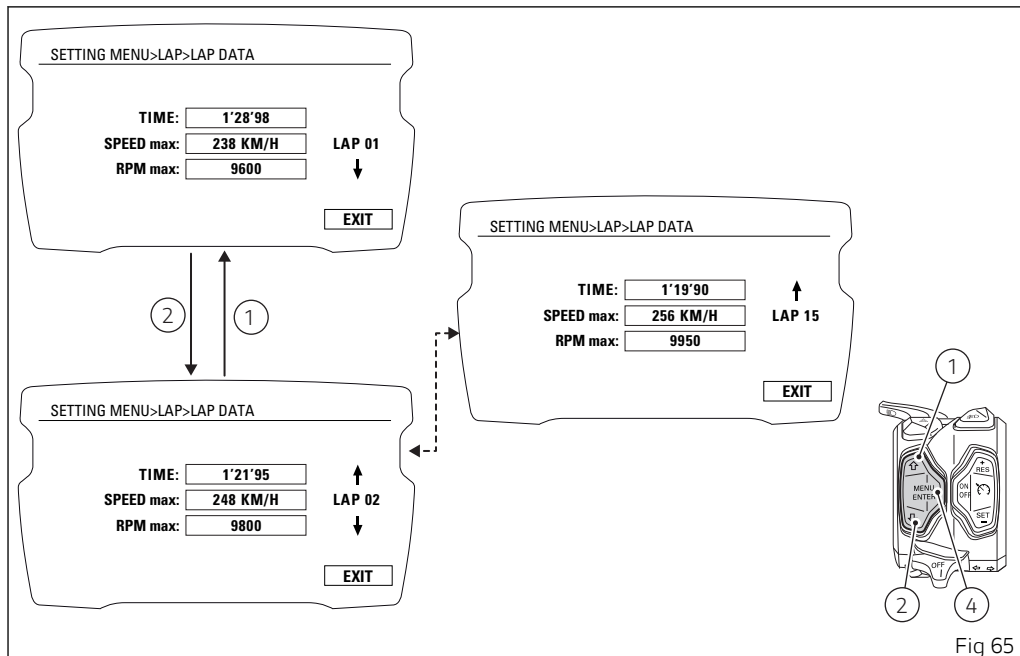 SETTING MENU>LAP>LAP DATA
TIME: 1'28'98
SPEED max: 238 KM/H LAP 01
RPM max: 9600
EXIT
2
1
SETTING MENU>LAP>LAP DATA
TIME: 1'21'95
SPEED max: 248 KM/H LAP 02
RPM max: 9800
EXIT
SETTING MENU>LAP>LAP DATA
TIME: 1'19'90
SPEED max: 256 KM/H LAP 15
RPM max: 9950
EXIT
1
+
RES
MENU
ENTER
ON
OFF
SET
−
OFF
2
4
Fig 65